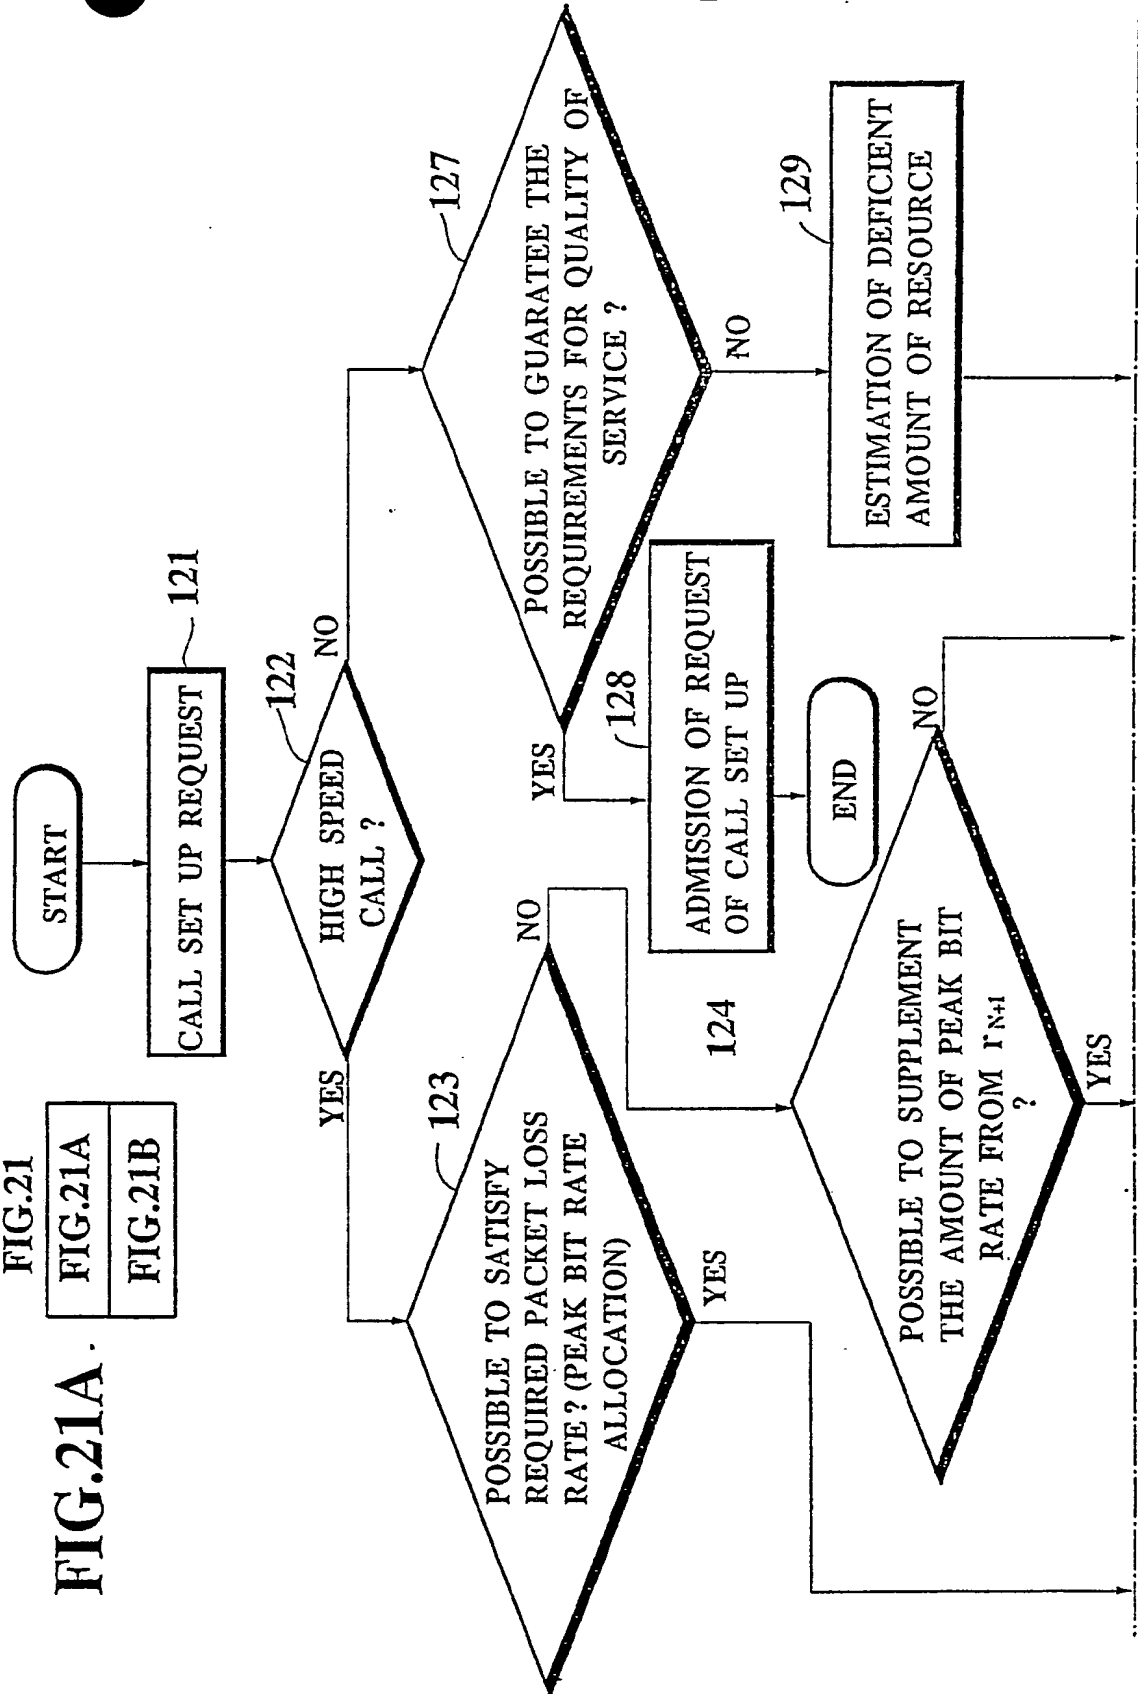 FIG.21A
FIG.21
FIG.21A
FIG.21B
START
CALL SET UP REQUEST
121
HIGH SPEED
CALL ?
122
YES
NO
POSSIBLE TO SATISFY
REQUIRED PACKET LOSS
RATE ? (PEAK BIT RATE
ALLOCATION)
123
NO
YES
POSSIBLE TO GUARATEE THE
REQUIREMENTS FOR QUALITY OF
SERVICE ?
127
YES
NO
ADMISSION OF REQUEST
OF CALL SET UP
128
END
ESTIMATION OF DEFICIENT
AMOUNT OF RESOURCE
129
124
POSSIBLE TO SUPPLEMENT
THE AMOUNT OF PEAK BIT
RATE FROM rN+1
?
NO
YES